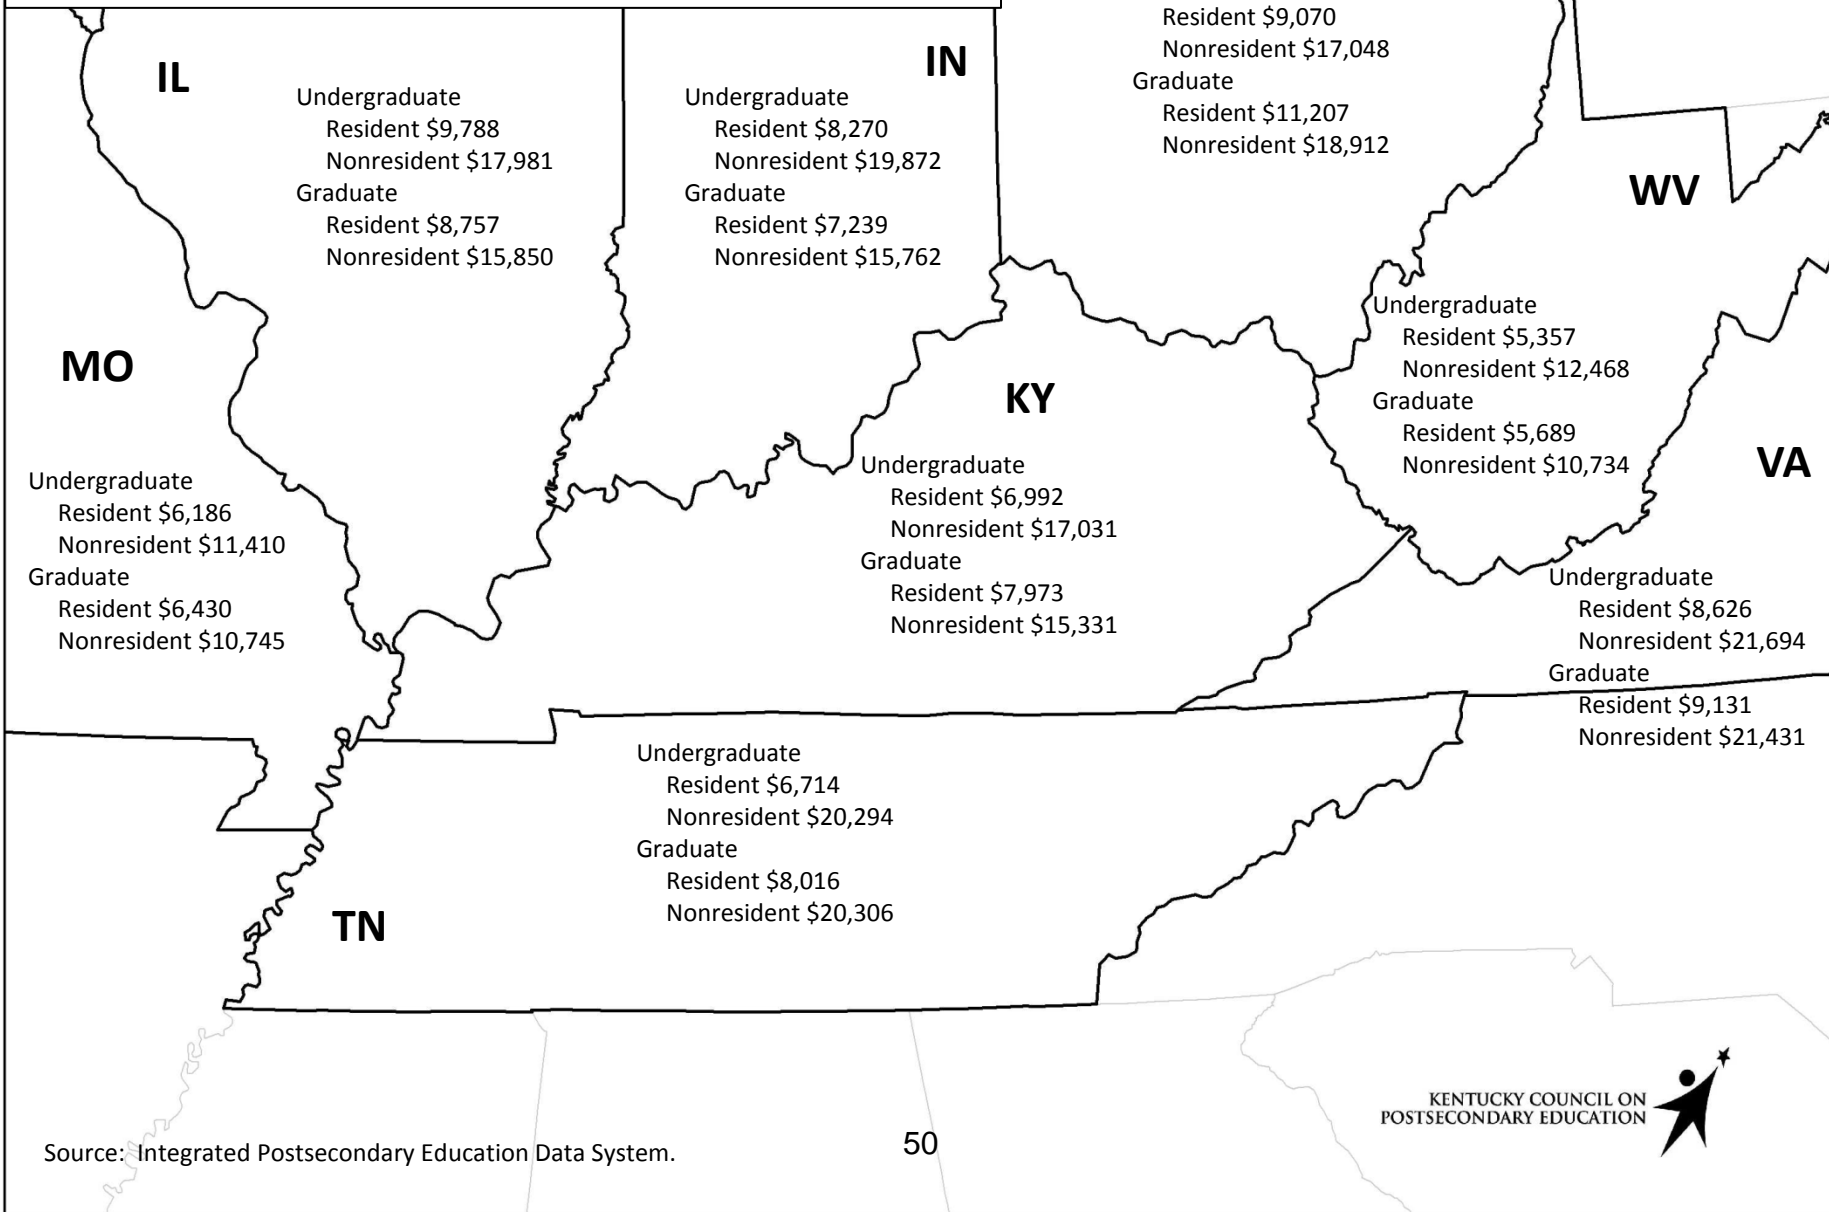 Resident $9,070
Nonresident $17,048
Graduate
Resident $11,207
Nonresident $18,912
IL
Undergraduate
Resident $9,788
Nonresident $17,981
Graduate
Resident $8,757
Nonresident $15,850
IN
Undergraduate
Resident $8,270
Nonresident $19,872
Graduate
Resident $7,239
Nonresident $15,762
WV
Undergraduate
Resident $5,357
Nonresident $12,468
Graduate
Resident $5,689
Nonresident $10,734
MO
Undergraduate
Resident $6,186
Nonresident $11,410
Graduate
Resident $6,430
Nonresident $10,745
KY
Undergraduate
Resident $6,992
Nonresident $17,031
Graduate
Resident $7,973
Nonresident $15,331
VA
Undergraduate
Resident $8,626
Nonresident $21,694
Graduate
Resident $9,131
Nonresident $21,431
Undergraduate
Resident $6,714
Nonresident $20,294
Graduate
Resident $8,016
Nonresident $20,306
TN
KENTUCKY COUNCIL ON
POSTSECONDARY EDUCATION
Source: Integrated Postsecondary Education Data System.
50